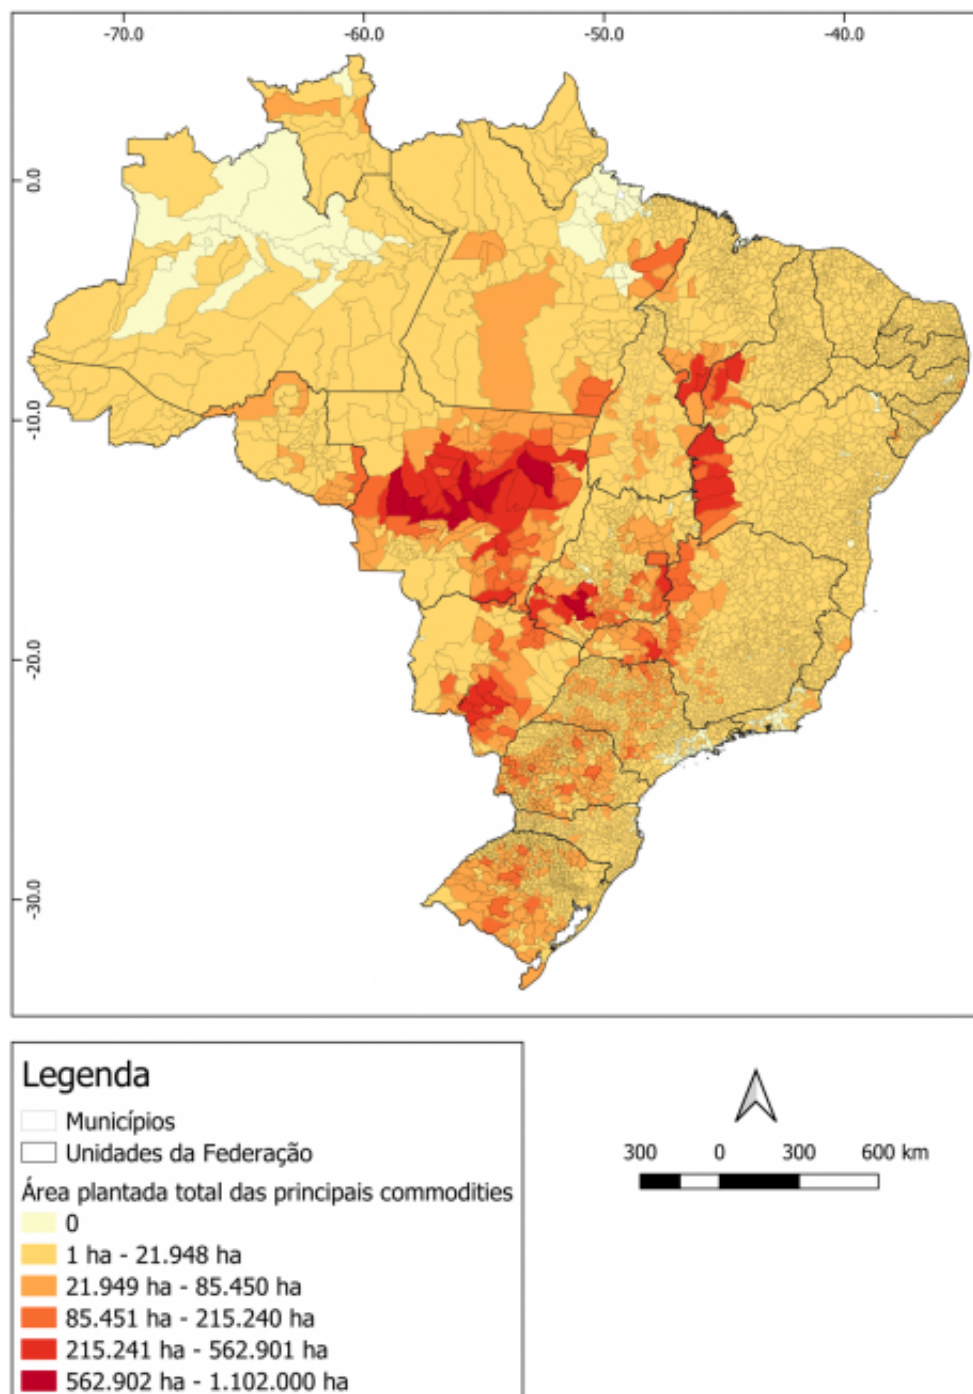 -70.0 -60.0 -50.0 -40.0
0.0
-10.0
-20.0
-30.0
Legenda
Municípios
Unidades da Federação
Área plantada total das principais commodities
0
1 ha - 21.948 ha
21.949 ha - 85.450 ha
85.451 ha - 215.240 ha
215.241 ha - 562.901 ha
562.902 ha - 1.102.000 ha
300 0 300 600 km